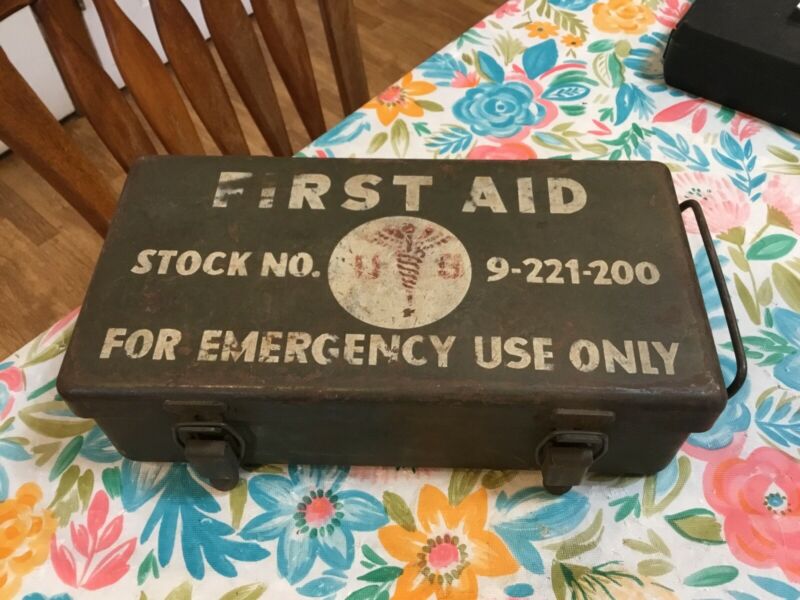 FIRST AID
STOCK NO. U S 9-221-200
FOR EMERGENCY USE ONLY